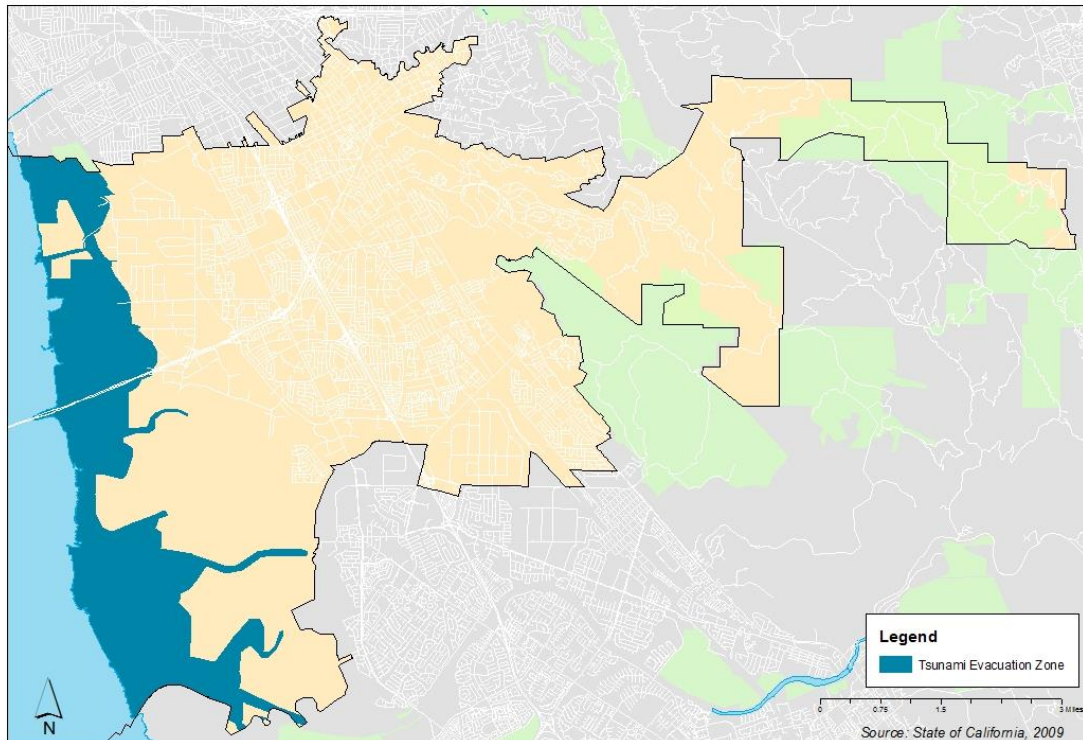 Legend
Tsunami Evacuation Zone
N
0 0.75 1.5 3 Miles
Source: State of California, 2009